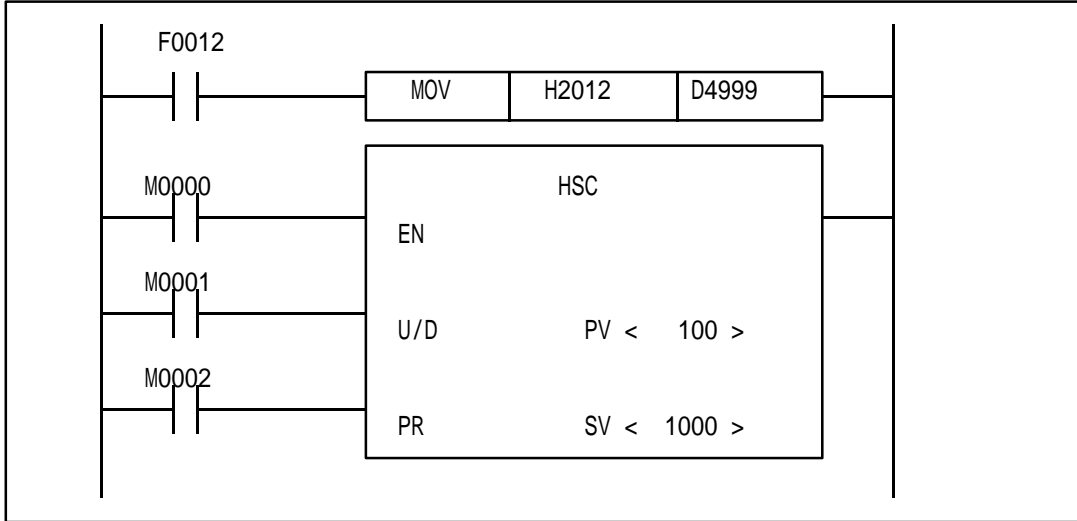 F0012
MOV H2012 D4999
M0000
HSC
EN
M0001
U/D PV < 100 >
M0002
PR SV < 1000 >